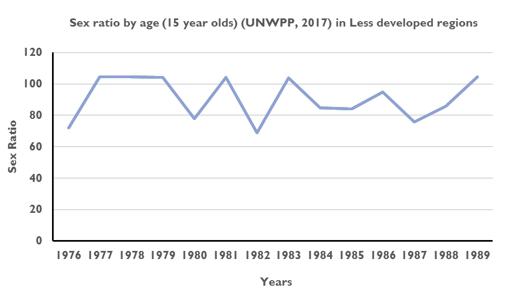 Sex ratio by age (15 year olds) (UNWPP, 2017) in Less developed regions
120
100
80
60
40
20
0
Sex Ratio
1976 1977 1978 1979 1980 1981 1982 1983 1984 1985 1986 1987 1988 1989
Years